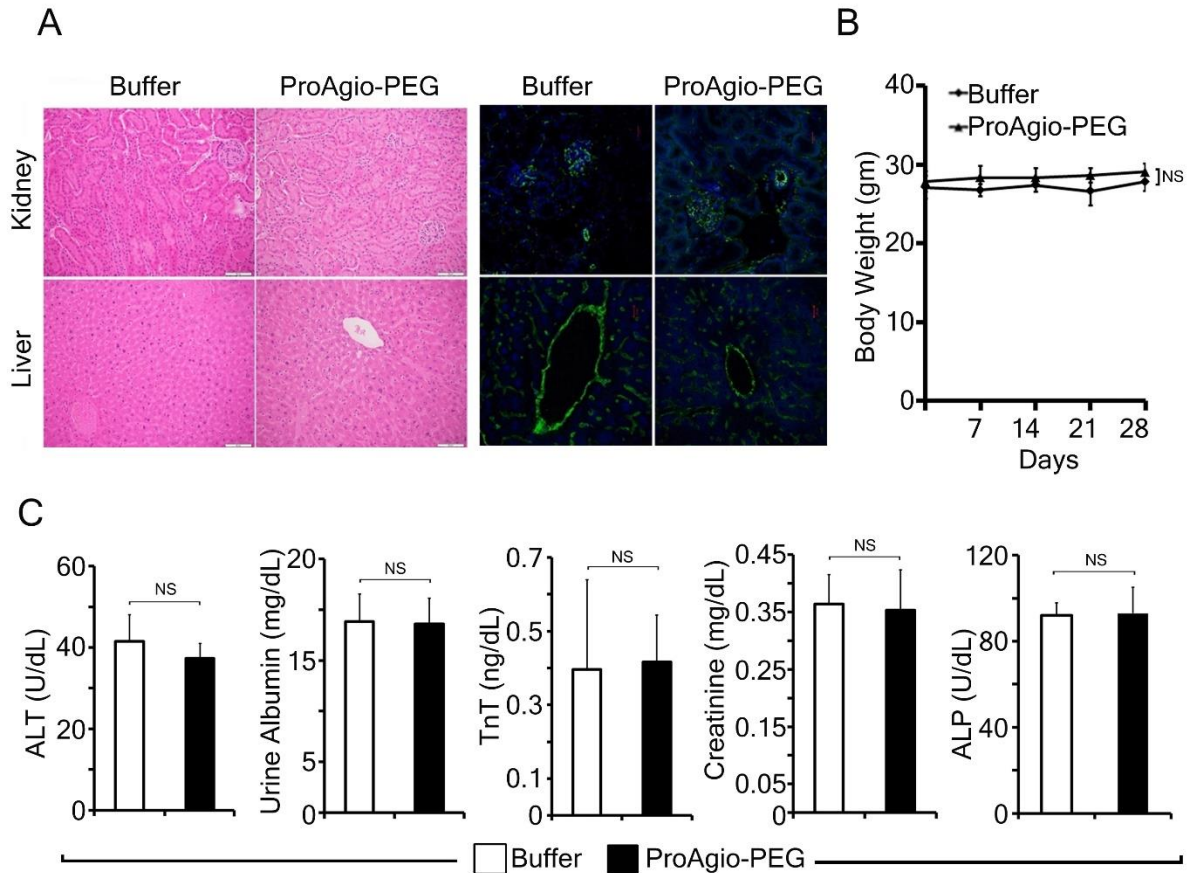 A
B
Buffer
ProAgio-PEG
Buffer
ProAgio-PEG
Kidney
Liver
Buffer
ProAgio-PEG
NS
Body Weight (gm)
40
30
20
10
0
7
14
21
28
Days
C
ALT (U/dL)
60
40
20
0
NS
Urine Albumin (mg/dL)
20
15
5
0
NS
TnT (ng/dL)
0.7
0.5
0.3
0.1
0
NS
Creatinine (mg/dL)
0.45
0.35
0.25
0.15
0.05
0
NS
ALP (U/dL)
120
80
40
0
NS
Buffer
ProAgio-PEG